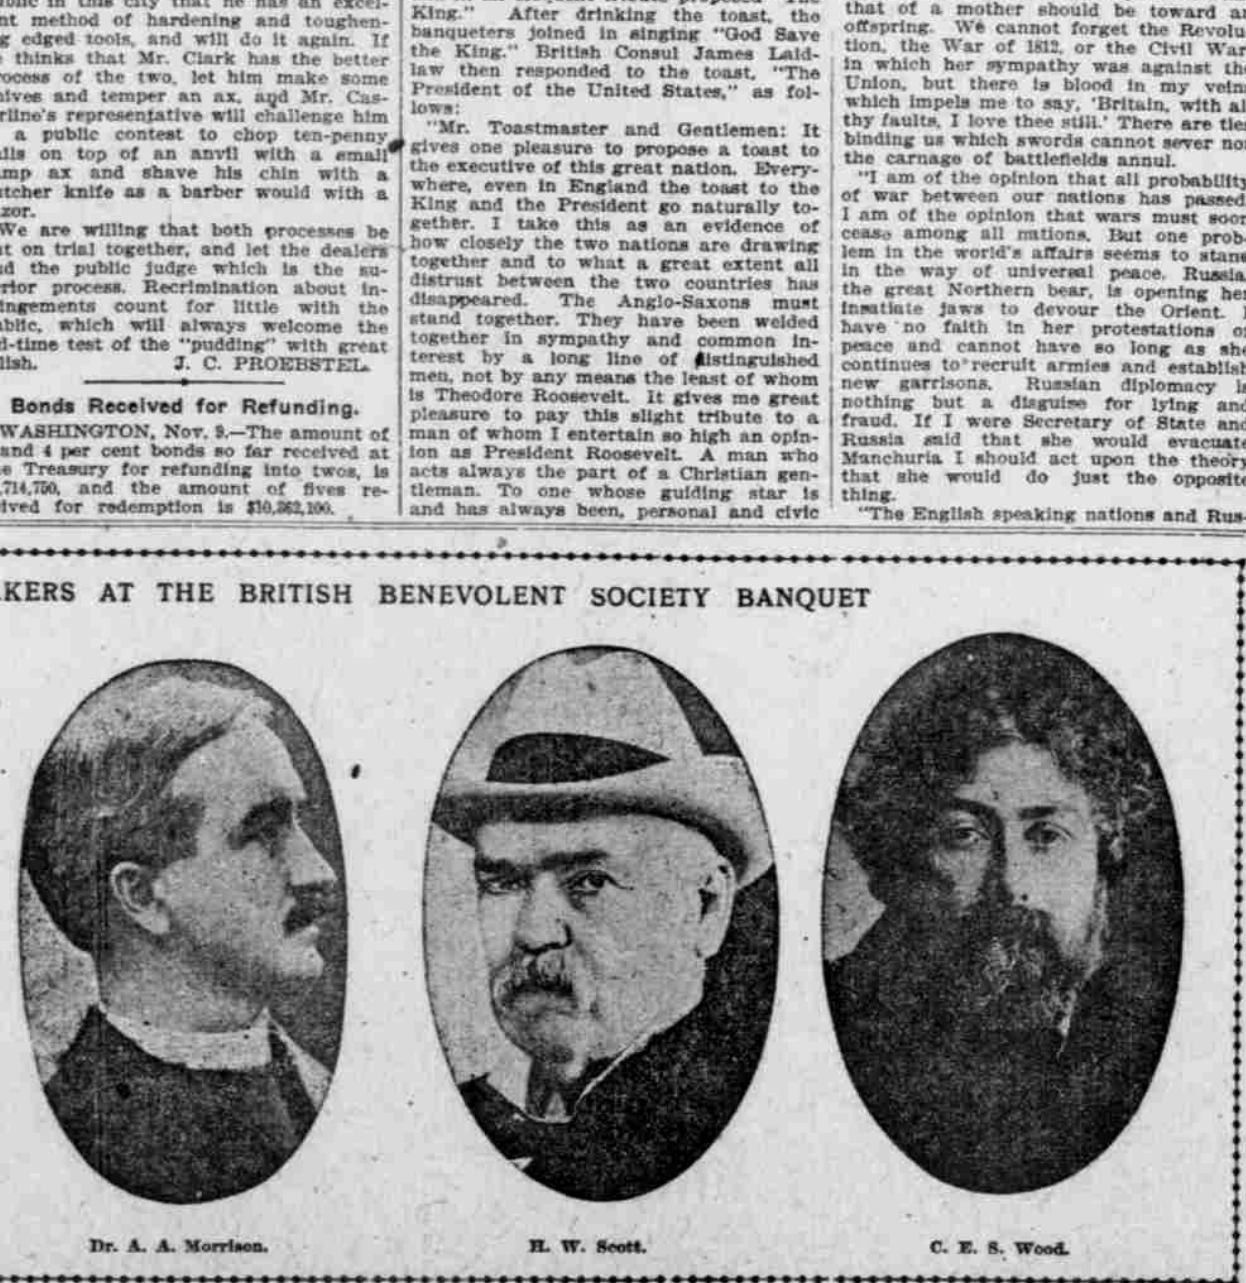 this city that he has an excel-
nt method of hardening and toughen-
g edged tools, and will do it again. If
thinks that Mr. Clark has the better
rocess of the two, let him make some
nives and temper an ax, and Mr. Cas-
rline's representative will challenge him
a public contest to chop ten-penny
ails on top of an anvil with a small
amp ax and shave his chin with a
utcher knife as a barber would with a
zor.
We are willing that both processes be
ut on trial together, and let the dealers
nd the public judge which is the su-
rior process. Recrimination about in-
ingements count for little with the
ublic, which will always welcome the
d-time test of the "pudding" with great
lish. J. C. PROEBSTEL.
Bonds Received for Refunding.
WASHINGTON, Nov. 9.—The amount of
and 4 per cent bonds so far received at
e Treasury for refunding into twos, is
,714,750, and the amount of fives re-
ived for redemption is $10,362,100.
King." After drinking the toast, the
banqueters joined in singing "God Save
the King." British Consul James Laid-
law then responded to the toast, "The
President of the United States," as fol-
lows:
"Mr. Toastmaster and Gentlemen: It
gives one pleasure to propose a toast to
the executive of this great nation. Every-
where, even in England the toast to the
King and the President go naturally to-
gether. I take this as an evidence of
how closely the two nations are drawing
together and to what a great extent all
distrust between the two countries has
disappeared. The Anglo-Saxons must
stand together. They have been welded
together in sympathy and common in-
terest by a long line of distinguished
men, not by any means the least of whom
is Theodore Roosevelt. It gives me great
pleasure to pay this slight tribute to a
man of whom I entertain so high an opin-
ion as President Roosevelt. A man who
acts always the part of a Christian gen-
tleman. To one whose guiding star is
and has always been, personal and civic
that of a mother should be toward an
offspring. We cannot forget the Revolu-
tion, the War of 1812, or the Civil War
in which her sympathy was against the
Union, but there is blood in my veins
which impels me to say, 'Britain, with al
thy faults, I love thee still.' There are ties
binding us which swords cannot sever nor
the carnage of battlefields annul.
"I am of the opinion that all probability
of war between our nations has passed.
I am of the opinion that wars must soon
cease among all nations. But one prob-
lem in the world's affairs seems to stand
in the way of universal peace. Russia,
the great Northern bear, is opening her
insatiate jaws to devour the Orient. I
have no faith in her protestations of
peace and cannot have so long as she
continues to recruit armies and establish
new garrisons. Russian diplomacy is
nothing but a disguise for lying and
fraud. If I were Secretary of State and
Russia said that she would evacuate
Manchuria I should act upon the theory
that she would do just the opposite
thing.
"The English speaking nations and Rus-
KERS AT THE BRITISH BENEVOLENT SOCIETY BANQUET
Dr. A. A. Morrison.
H. W. Scott.
C. E. S. Wood.